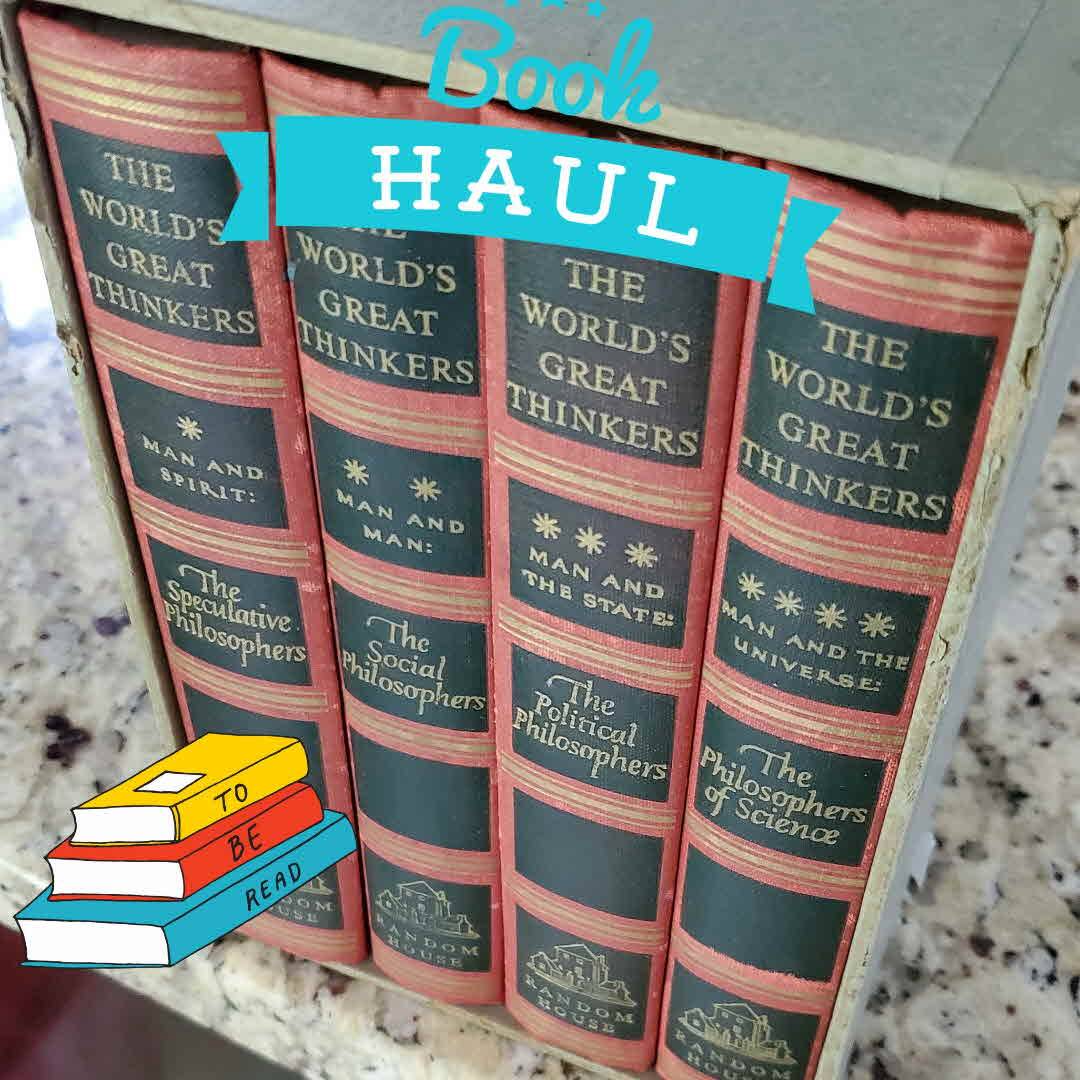 Book
HAUL
THE
WORLD'S
GREAT
THINKERS
*
MAN AND
SPIRIT:
The
Speculative
Philosophers
HOUSE
THE
WORLD'S
GREAT
THINKERS
* *
MAN AND
MAN:
The
Social
Philosophers
RANDOM
HOUSE
THE
WORLD'S
GREAT
THINKERS
* * *
MAN AND
THE STATE:
The
Political
Philosophers
RANDOM
HOUSE
THE
WORLD'S
GREAT
THINKERS
* * * *
MAN AND THE
UNIVERSE:
The
Philosophers
of Science
RANDOM
HOUSE
TO
BE
READ